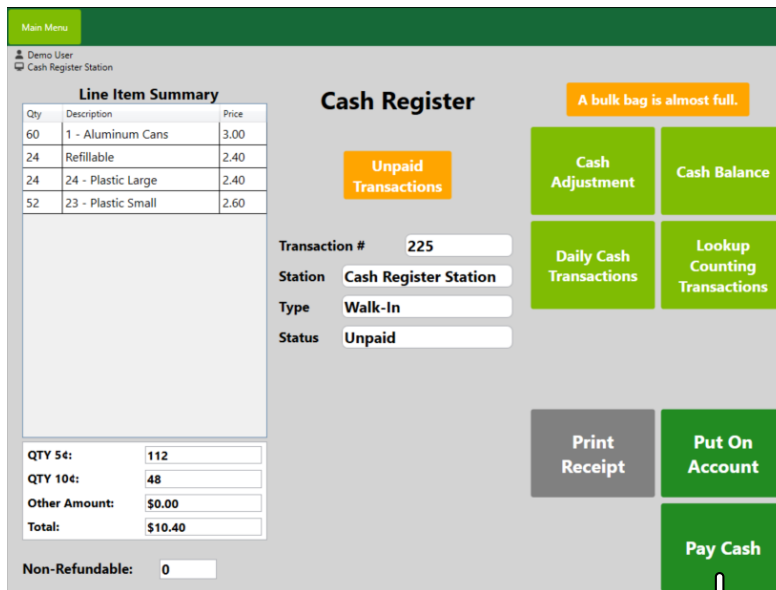 Main Menu
Demo User
Cash Register Station
Line Item Summary
Qty Description Price
60 1 - Aluminum Cans 3.00
24 Refillable 2.40
24 24 - Plastic Large 2.40
52 23 - Plastic Small 2.60
QTY 5¢: 112
QTY 10¢: 48
Other Amount: $0.00
Total: $10.40
Non-Refundable: 0
Cash Register
Unpaid
Transactions
Transaction # 225
Station Cash Register Station
Type Walk-In
Status Unpaid
A bulk bag is almost full.
Cash
Adjustment
Cash Balance
Daily Cash
Transactions
Lookup
Counting
Transactions
Print
Receipt
Put On
Account
Pay Cash